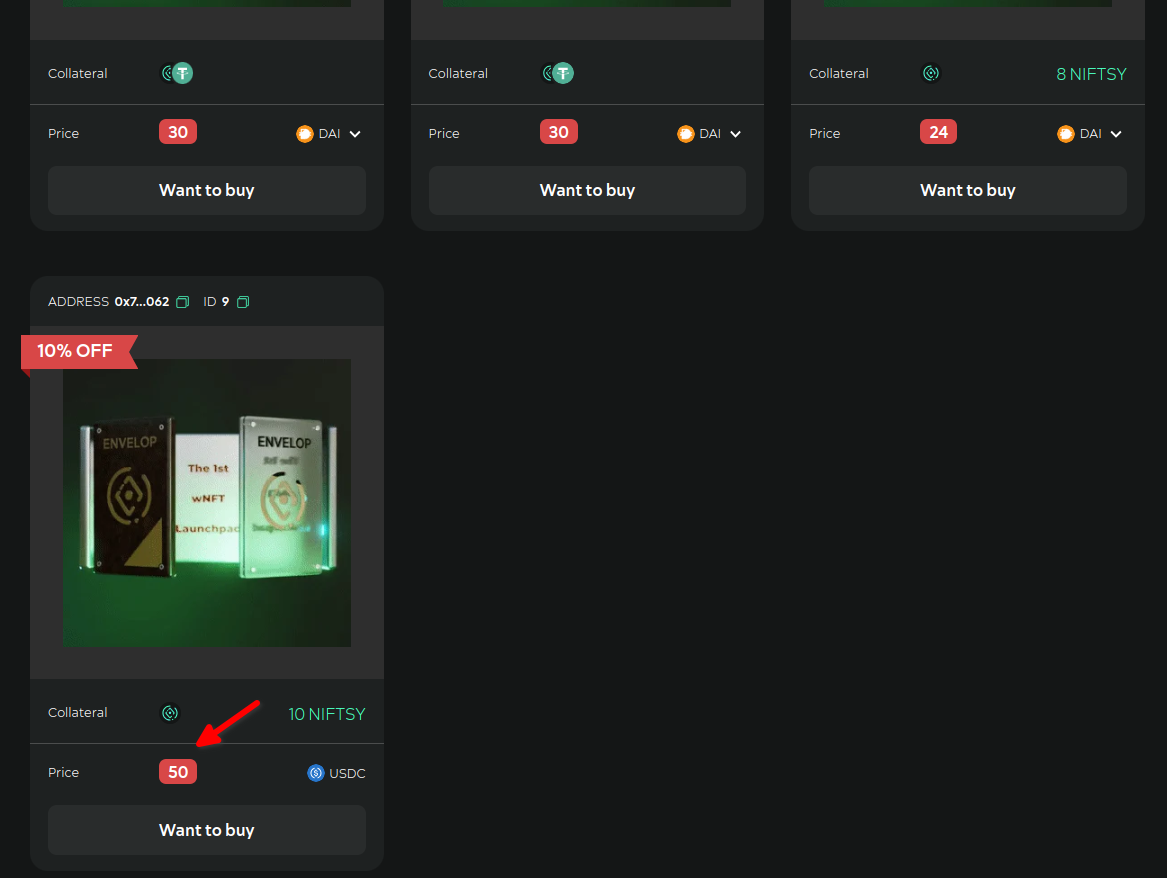 Collateral
Collateral
Collateral 8 NIFTSY
Price 30 DAI
Price 30 DAI
Price 24 DAI
Want to buy
Want to buy
Want to buy
ADDRESS 0x7...062 ID 9
10% OFF
ENVELOP
ENVELOP
The 1st
wNFT
Launchpad
Collateral 10 NIFTSY
Price 50 USDC
Want to buy